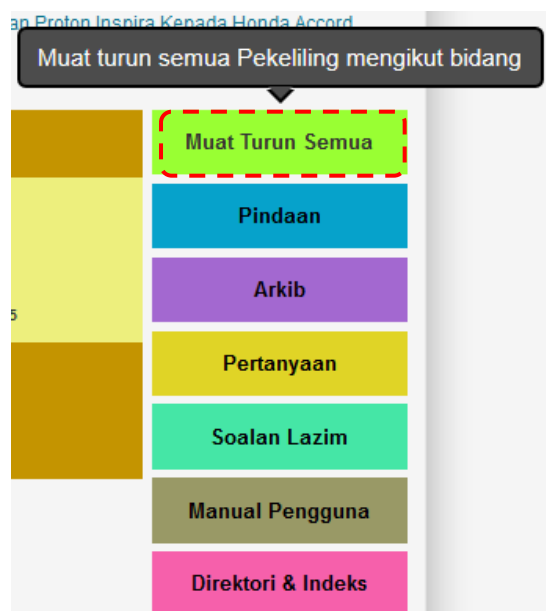 an Proton Inspira Kepada Honda Accord
Muat turun semua Pekeliling mengikut bidang
Muat Turun Semua
Pindaan
Arkib
5
Pertanyaan
Soalan Lazim
Manual Pengguna
Direktori & Indeks